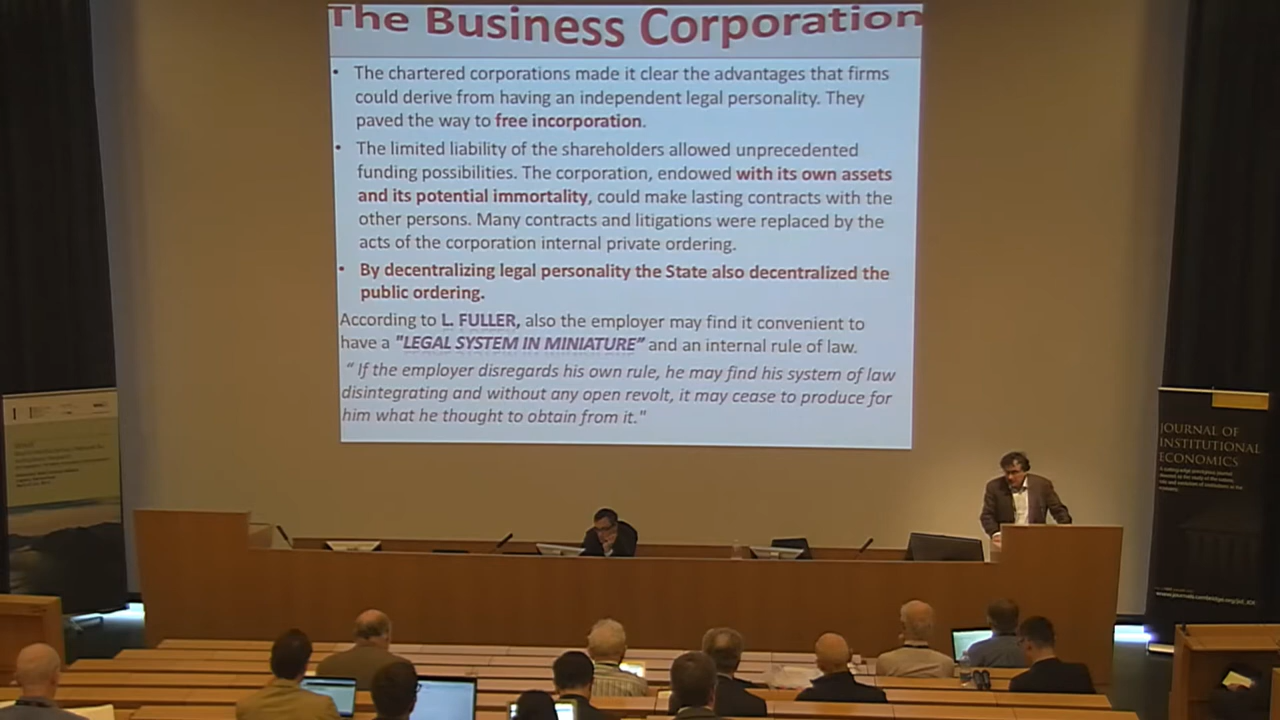 The Business Corporation
• The chartered corporations made it clear the advantages that firms
could derive from having an independent legal personality. They
paved the way to free incorporation.
• The limited liability of the shareholders allowed unprecedented
funding possibilities. The corporation, endowed with its own assets
and its potential immortality, could make lasting contracts with the
other persons. Many contracts and litigations were replaced by the
acts of the corporation internal private ordering.
• By decentralizing legal personality the State also decentralized the
public ordering.
According to L. FULLER, also the employer may find it convenient to
have a "LEGAL SYSTEM IN MINIATURE" and an internal rule of law.
" If the employer disregards his own rule, he may find his system of law
disintegrating and without any open revolt, it may cease to produce for
him what he thought to obtain from it."
JOURNAL OF
INSTITUTIONAL
ECONOMICS